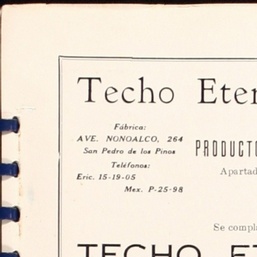 Techo Eter
Fábrica:
AVE. NONOALCO, 264
San Pedro de los Pinos
Teléfonos:
Eric. 15-19-05
Mex. P-25-98
PRODUCTO
Apartad
Se compla
TECHO ET